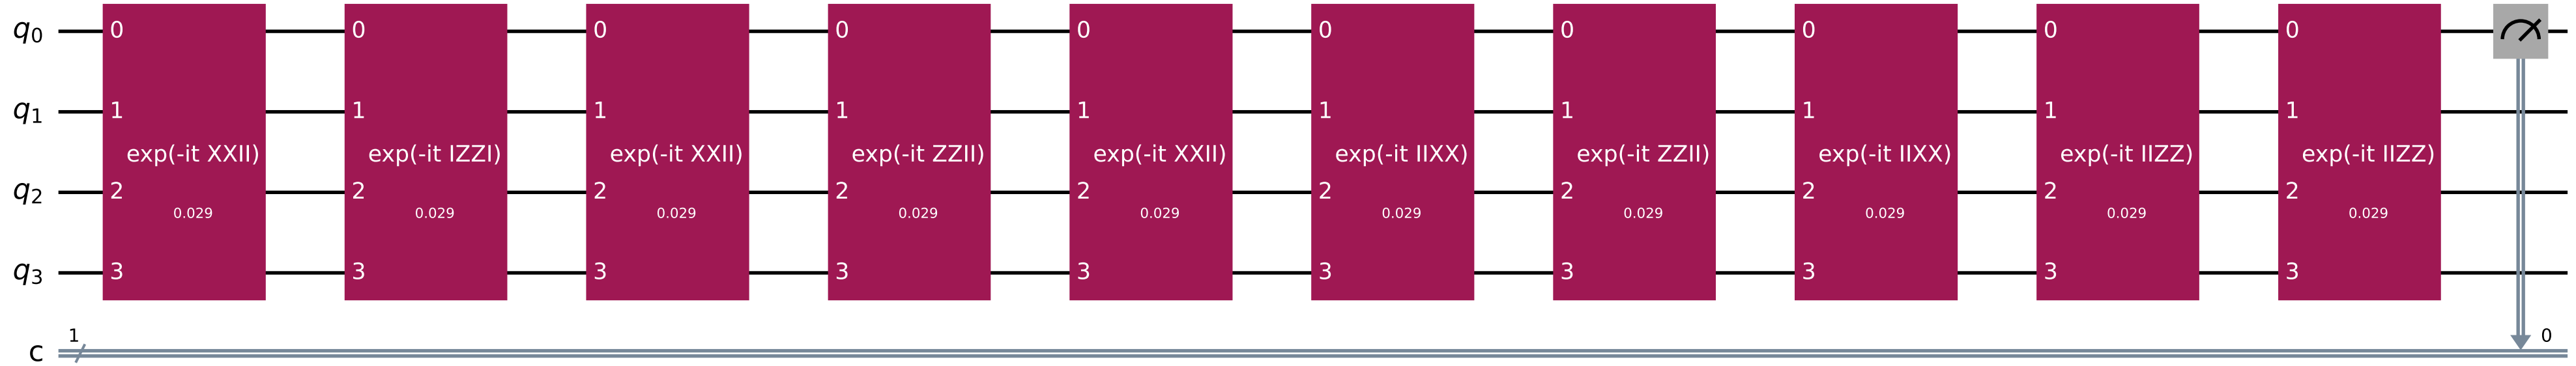 q0 0 0 0 0 0 0 0 0 0 0
q1 1 1 1 1 1 1 1 1 1 1
exp(-it XXII) exp(-it IZZI) exp(-it XXII) exp(-it ZZII) exp(-it XXII) exp(-it IIXX) exp(-it ZZII) exp(-it IIXX) exp(-it IIZZ) exp(-it IIZZ)
q2 2 2 2 2 2 2 2 2 2 2
0.029 0.029 0.029 0.029 0.029 0.029 0.029 0.029 0.029 0.029
q3 3 3 3 3 3 3 3 3 3 3
1 0
c